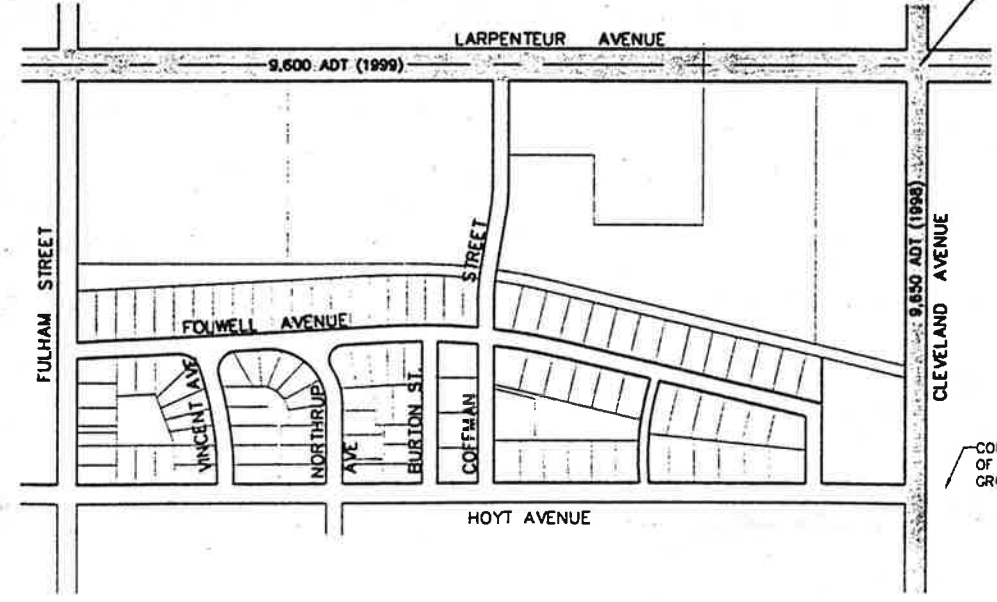 LARPENTEUR AVENUE
9,600 ADT (1999)
FULHAM STREET
STREET
9,650 ADT (1998)
CLEVELAND AVENUE
FOLWELL AVENUE
VINCENT AVE
NORTHRUP
AVE
BURTON ST.
COFFMAN
HOYT AVENUE
OF